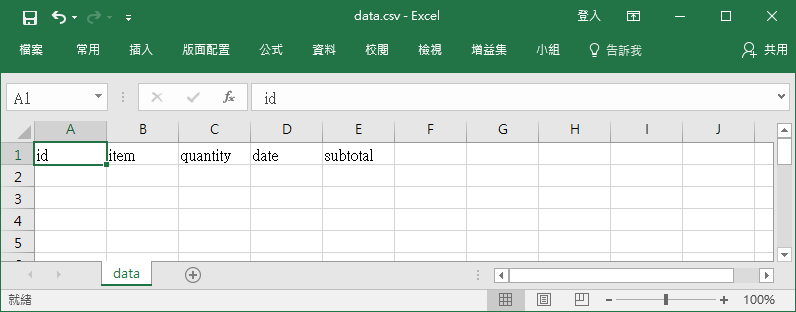 data.csv - Excel
登入
檔案 常用 插入 版面配置 公式 資料 校閱 檢視 增益集 小組 告訴我 共用
A1 fx id
A B C D E F G H I J
1 id item quantity date subtotal
2
3
4
5
data
就緒 100%